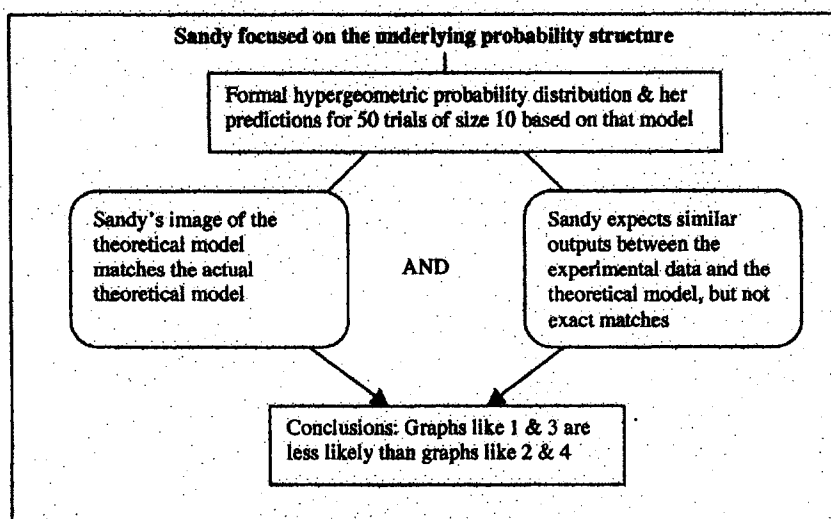 Sandy focused on the underlying probability structure
Formal hypergeometric probability distribution & her
predictions for 50 trials of size 10 based on that model
Sandy's image of the
theoretical model
matches the actual
theoretical model
AND
Sandy expects similar
outputs between the
experimental data and the
theoretical model, but not
exact matches
Conclusions: Graphs like 1 & 3 are
less likely than graphs like 2 & 4